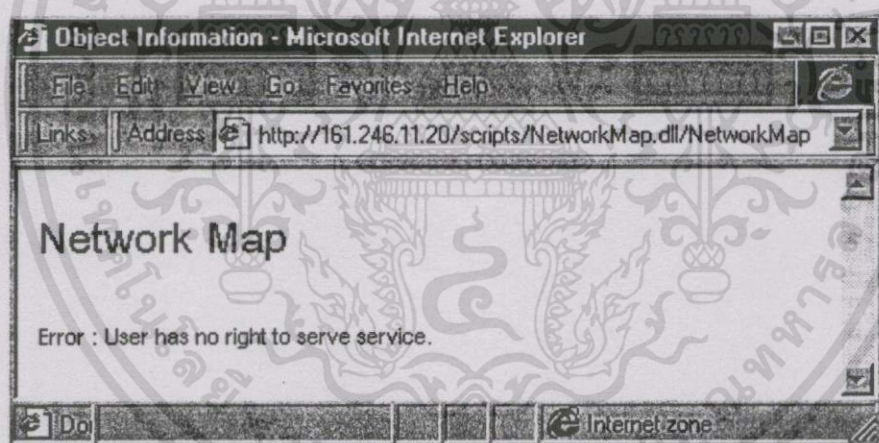 Object Information - Microsoft Internet Explorer
File Edit View Go Favorites Help
Links Address http://161.246.11.20/scripts/NetworkMap.dll/NetworkMap
Network Map
Error : User has no right to serve service.
Do Internet zone